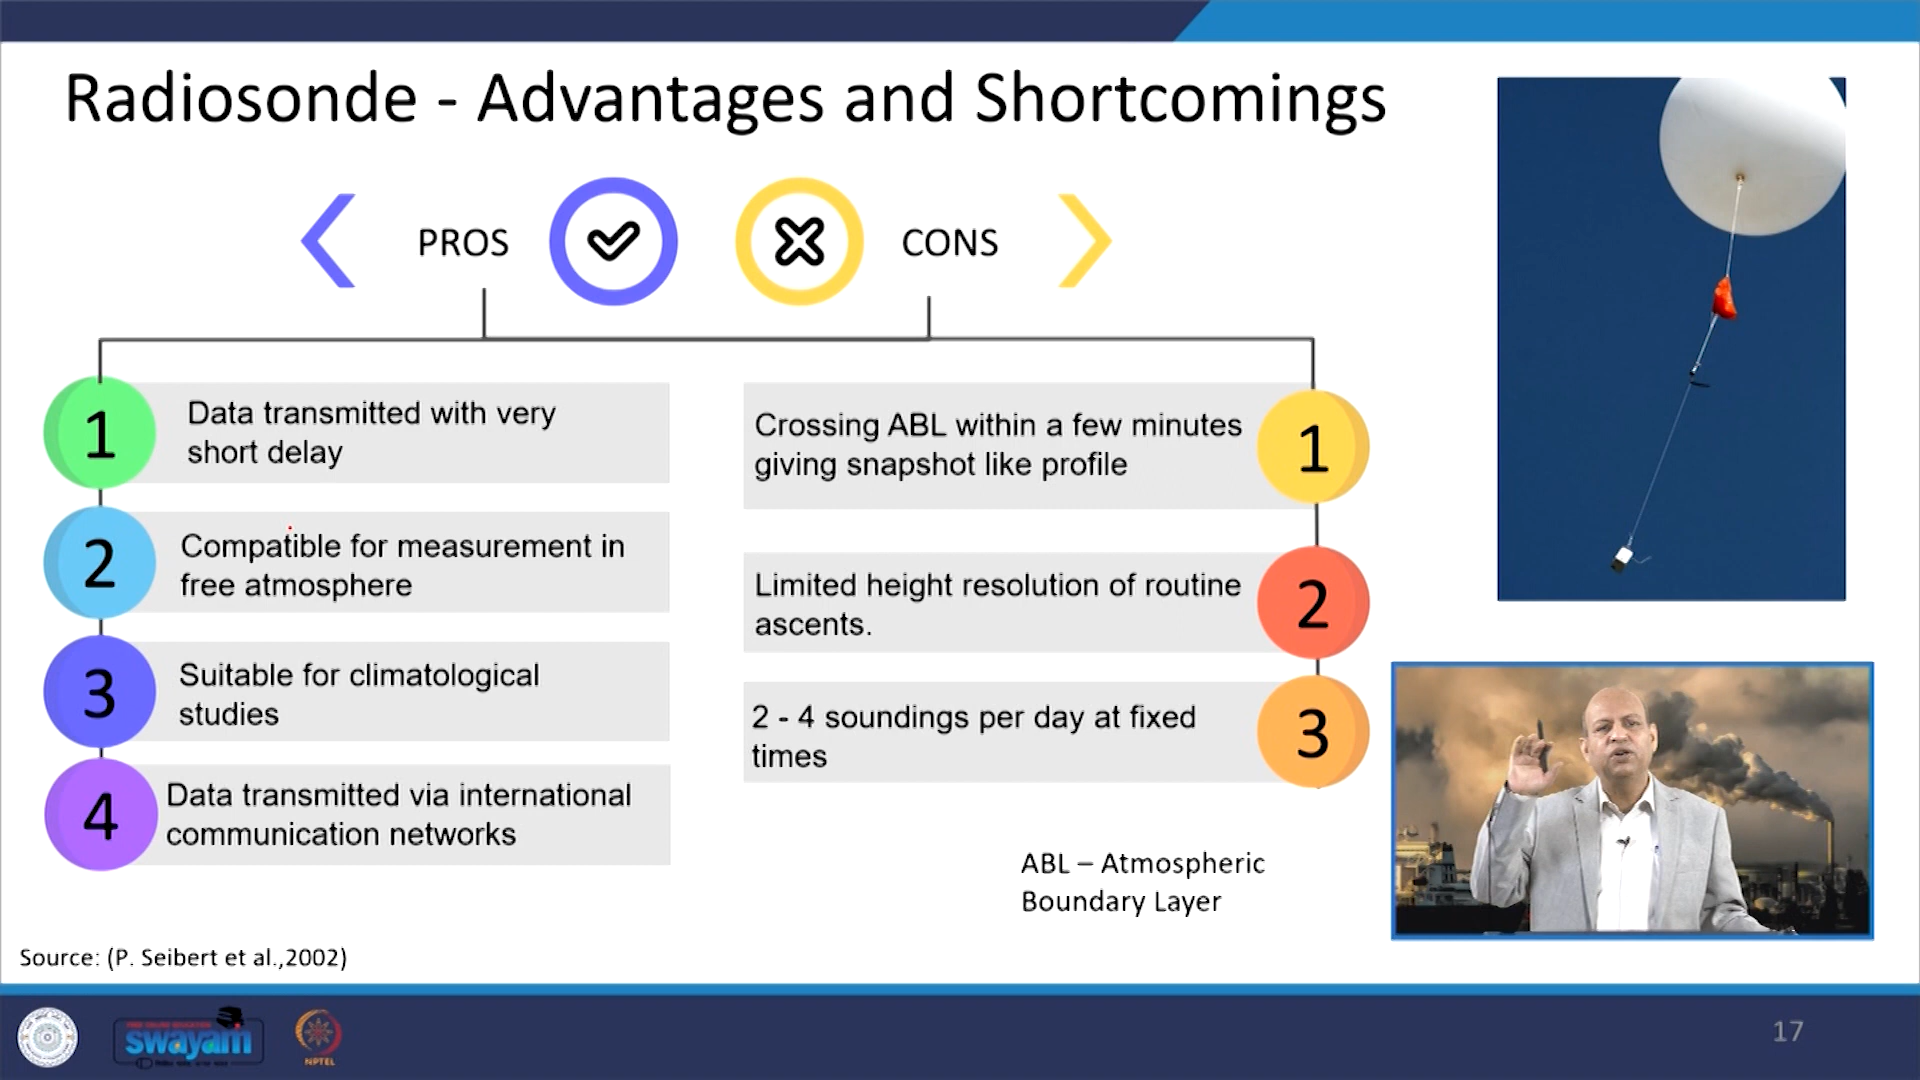 Radiosonde - Advantages and Shortcomings
PROS
CONS
1
Data transmitted with very
short delay
2
Compatible for measurement in
free atmosphere
3
Suitable for climatological
studies
4
Data transmitted via international
communication networks
Crossing ABL within a few minutes
giving snapshot like profile
1
Limited height resolution of routine
ascents.
2
2 - 4 soundings per day at fixed
times
3
ABL – Atmospheric
Boundary Layer
Source: (P. Seibert et al.,2002)
swayam
NPTEL
17